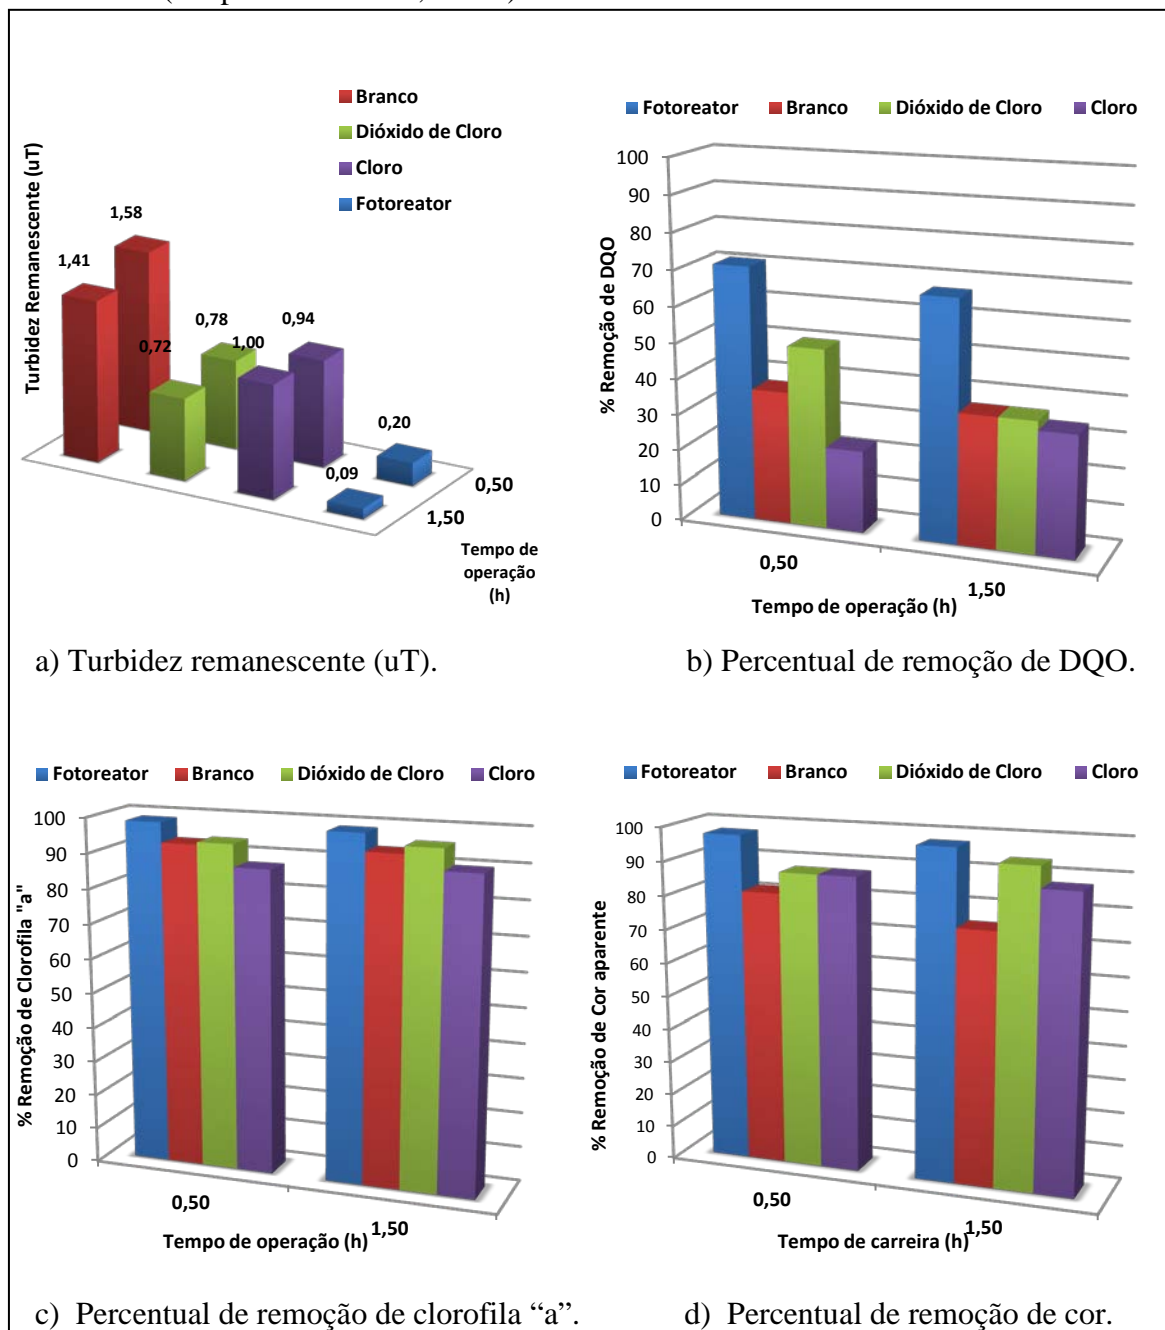 Branco
Dióxido de Cloro
Cloro
Fotoreator
Turbidez Remanescente (uT)
1,58
1,41
0,78
0,94
0,72
1,00
0,20
0,09
0,50
1,50
Tempo de
operação
(h)
a) Turbidez remanescente (uT).
Fotoreator Branco Dióxido de Cloro Cloro
% Remoção de DQO
100
90
80
70
60
50
40
30
20
10
0
0,50
1,50
Tempo de operação (h)
b) Percentual de remoção de DQO.
Fotoreator Branco Dióxido de Cloro Cloro
% Remoção de Clorofila "a"
100
90
80
70
60
50
40
30
20
10
0
0,50
1,50
Tempo de operação (h)
c) Percentual de remoção de clorofila “a”.
Fotoreator Branco Dióxido de Cloro Cloro
% Remoção de Cor aparente
100
90
80
70
60
50
40
30
20
10
0
0,50
1,50
Tempo de carreira (h)
d) Percentual de remoção de cor.